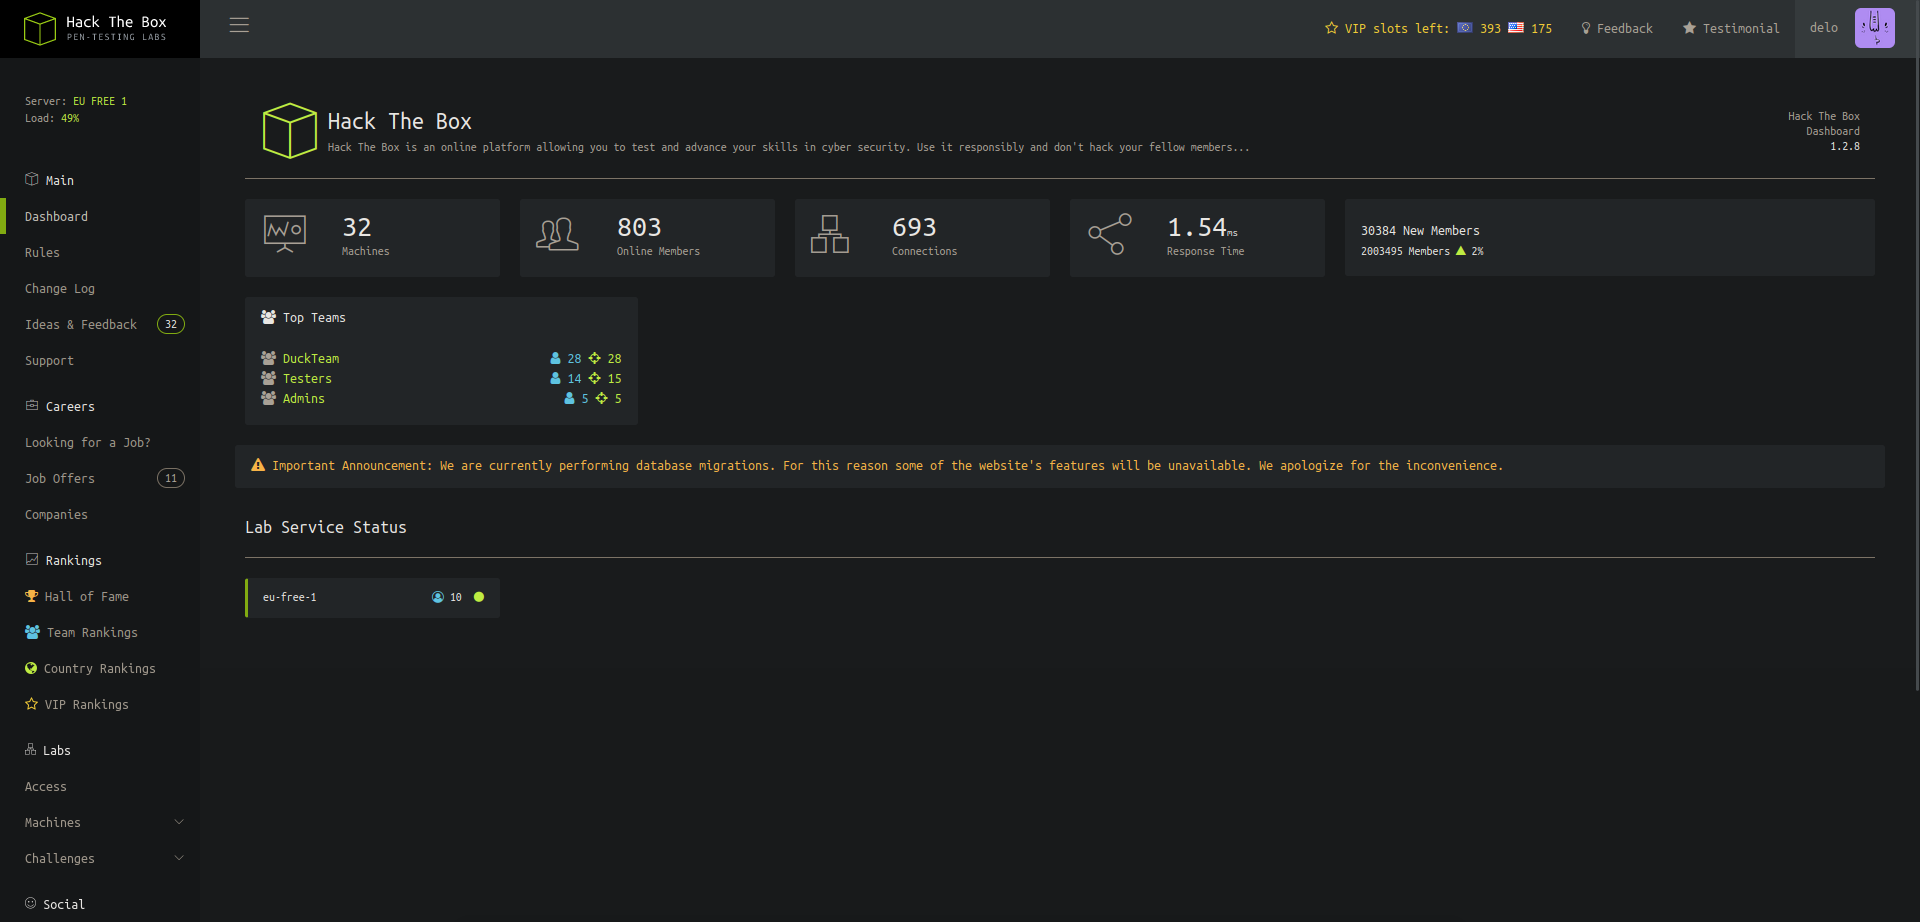 Hack The Box
PEN-TESTING LABS
VIP slots left: 393 175
Feedback
Testimonial
delo
Server: EU FREE 1
Load: 49%
Main
Dashboard
Rules
Change Log
Ideas & Feedback 32
Support
Careers
Looking for a Job?
Job Offers 11
Companies
Rankings
Hall of Fame
Team Rankings
Country Rankings
VIP Rankings
Labs
Access
Machines
Challenges
Social
Hack The Box
Hack The Box is an online platform allowing you to test and advance your skills in cyber security. Use it responsibly and don't hack your fellow members...
Hack The Box
Dashboard
1.2.8
32
Machines
803
Online Members
693
Connections
1.54ms
Response Time
30384 New Members
2003495 Members 2%
Top Teams
DuckTeam 28 28
Testers 14 15
Admins 5 5
Important Announcement: We are currently performing database migrations. For this reason some of the website's features will be unavailable. We apologize for the inconvenience.
Lab Service Status
eu-free-1 10